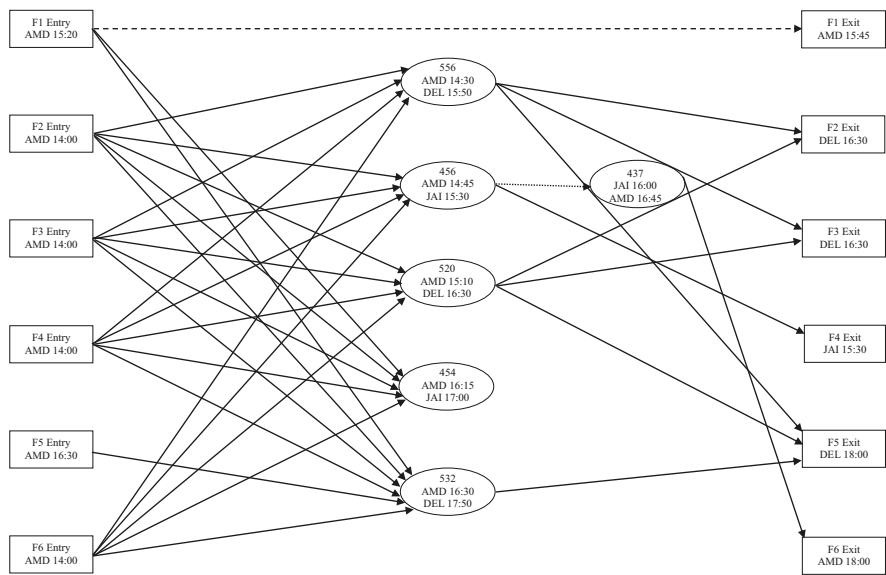 F1 Entry
AMD 15:20
F1 Exit
AMD 15:45
556
AMD 14:30
DEL 15:50
F2 Entry
AMD 14:00
F2 Exit
DEL 16:30
456
AMD 14:45
JAI 15:30
437
JAI 16:00
AMD 16:45
F3 Entry
AMD 14:00
F3 Exit
DEL 16:30
520
AMD 15:10
DEL 16:30
F4 Entry
AMD 14:00
F4 Exit
JAI 15:30
454
AMD 16:15
JAI 17:00
F5 Entry
AMD 16:30
F5 Exit
DEL 18:00
532
AMD 16:30
DEL 17:50
F6 Entry
AMD 14:00
F6 Exit
AMD 18:00